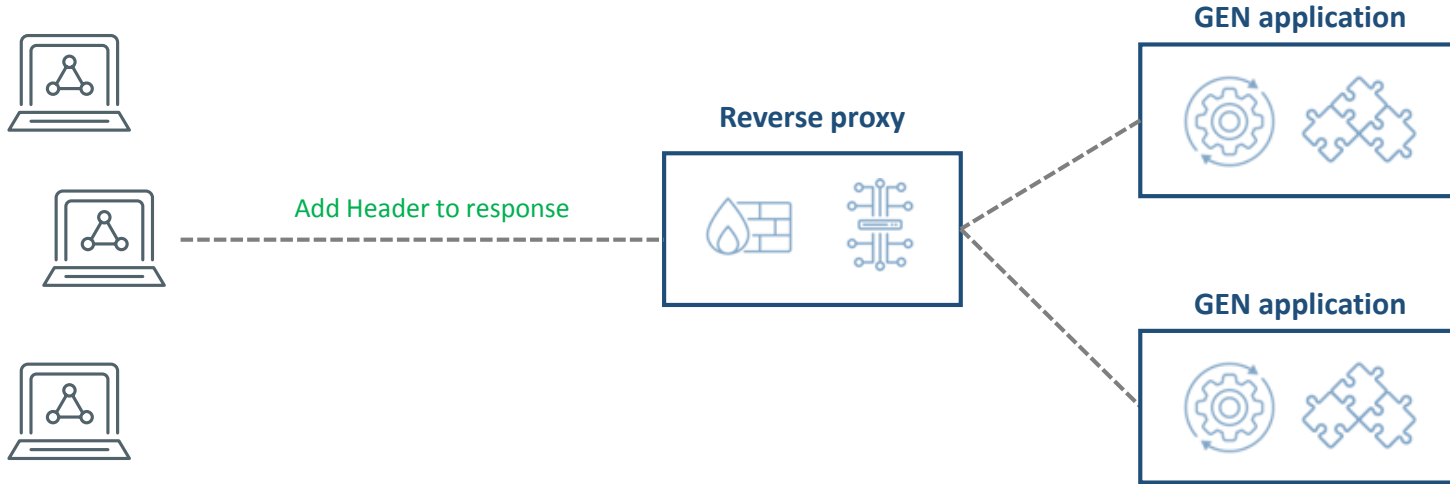 GEN application
Reverse proxy
Add Header to response
GEN application